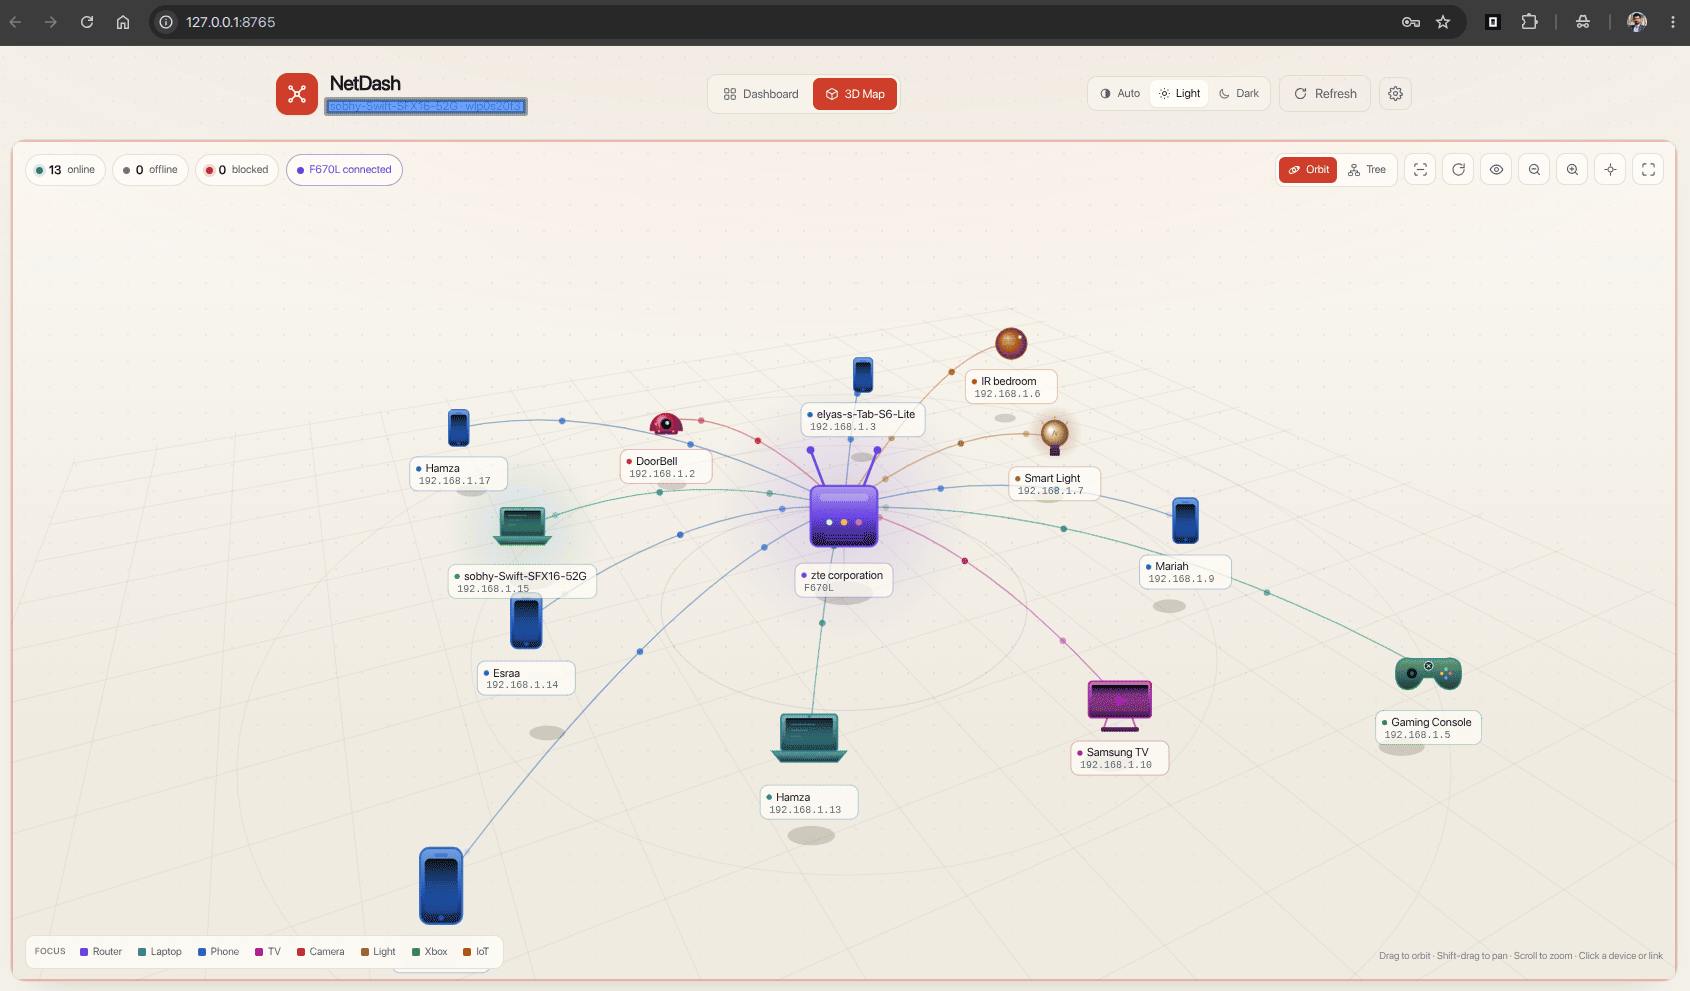 127.0.0.1:8765
NetDash
sobhy-Swift-SFX16-52G · wlp0s20f3
Dashboard
3D Map
Auto
Light
Dark
Refresh
13 online
0 offline
0 blocked
F670L connected
Orbit
Tree
IR bedroom
192.168.1.6
elyas-s-Tab-S6-Lite
192.168.1.3
DoorBell
192.168.1.2
Hamza
192.168.1.17
Smart Light
192.168.1.7
sobhy-Swift-SFX16-52G
192.168.1.15
zte corporation
F670L
Mariah
192.168.1.9
Esraa
192.168.1.14
Gaming Console
192.168.1.5
Samsung TV
192.168.1.10
Hamza
192.168.1.13
FOCUS Router Laptop Phone TV Camera Light Xbox IoT
Drag to orbit · Shift-drag to pan · Scroll to zoom · Click a device or link